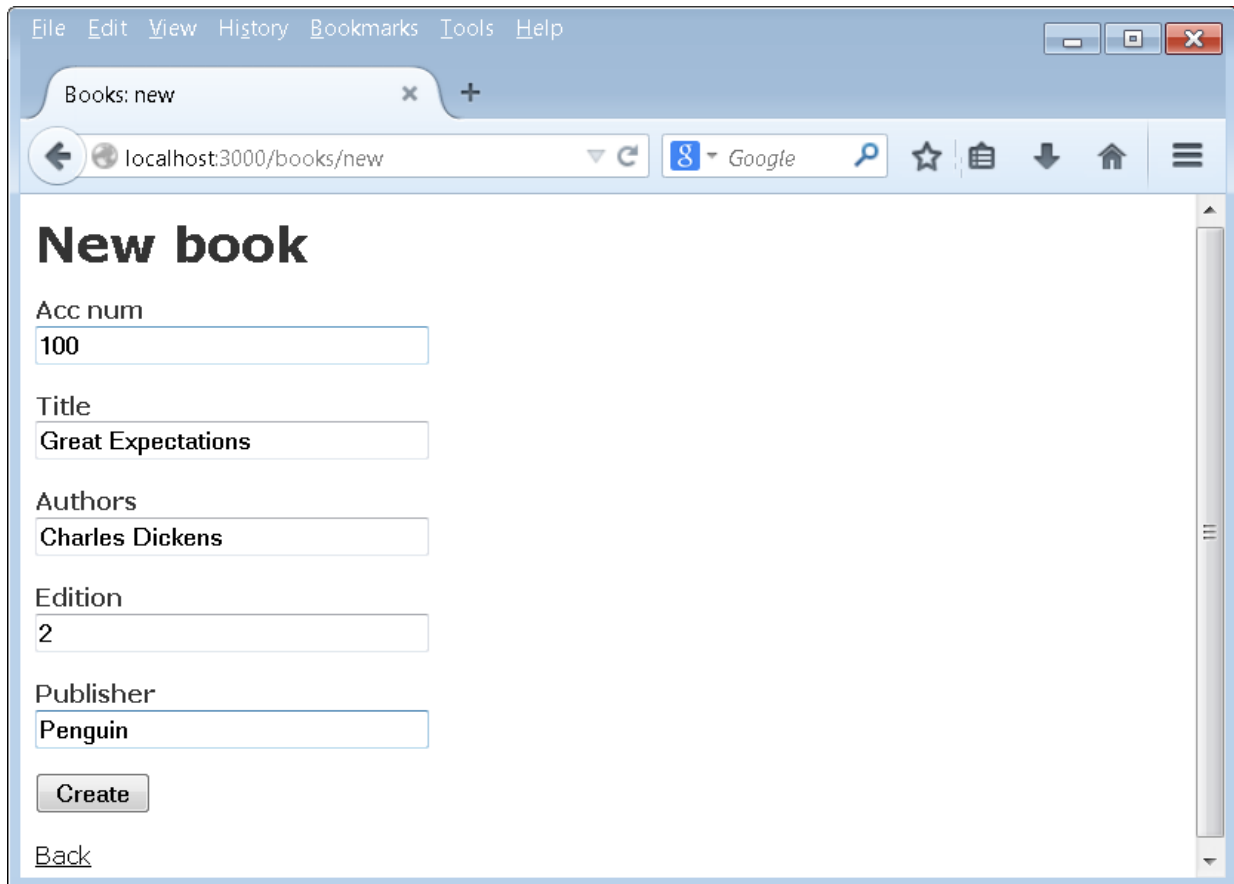 File Edit View History Bookmarks Tools Help
Books: new
localhost:3000/books/new
8 Google
New book
Acc num
100
Title
Great Expectations
Authors
Charles Dickens
Edition
2
Publisher
Penguin
Create
Back